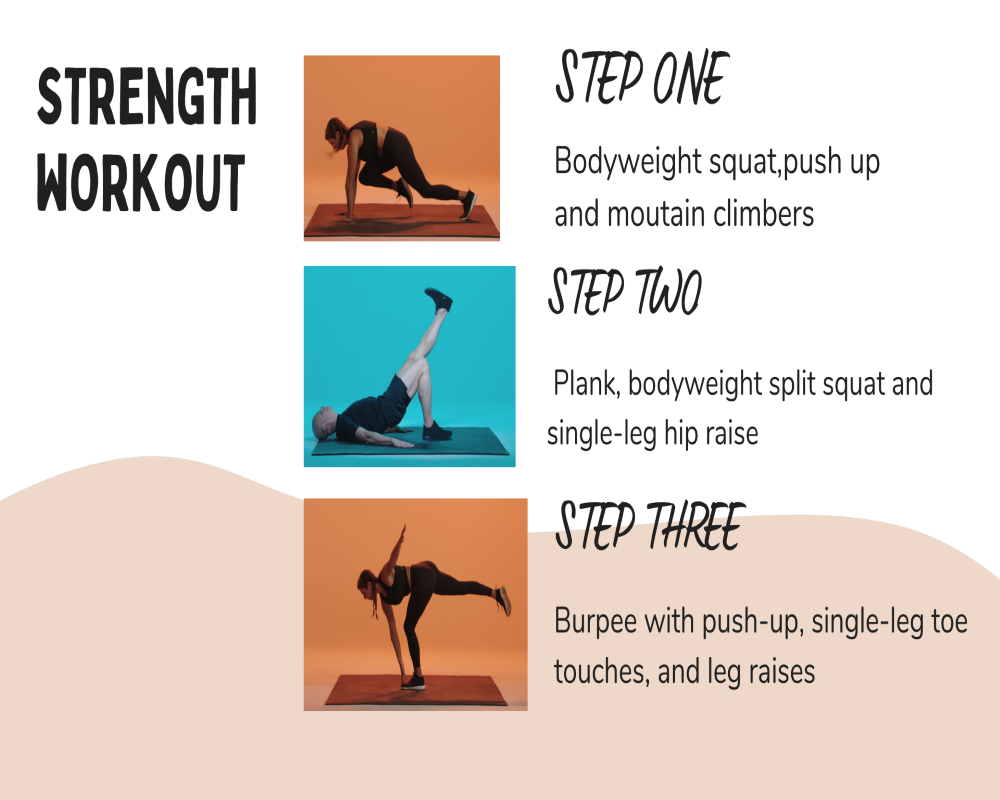 STRENGTH
WORKOUT
STEP ONE
Bodyweight squat,push up
and moutain climbers
STEP TWO
Plank, bodyweight split squat and
single-leg hip raise
STEP THREE
Burpee with push-up, single-leg toe
touches, and leg raises